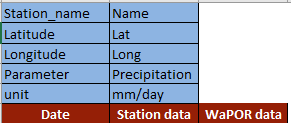 Station_name Name
Latitude Lat
Longitude Long
Parameter Precipitation
unit mm/day
Date Station data WaPOR data